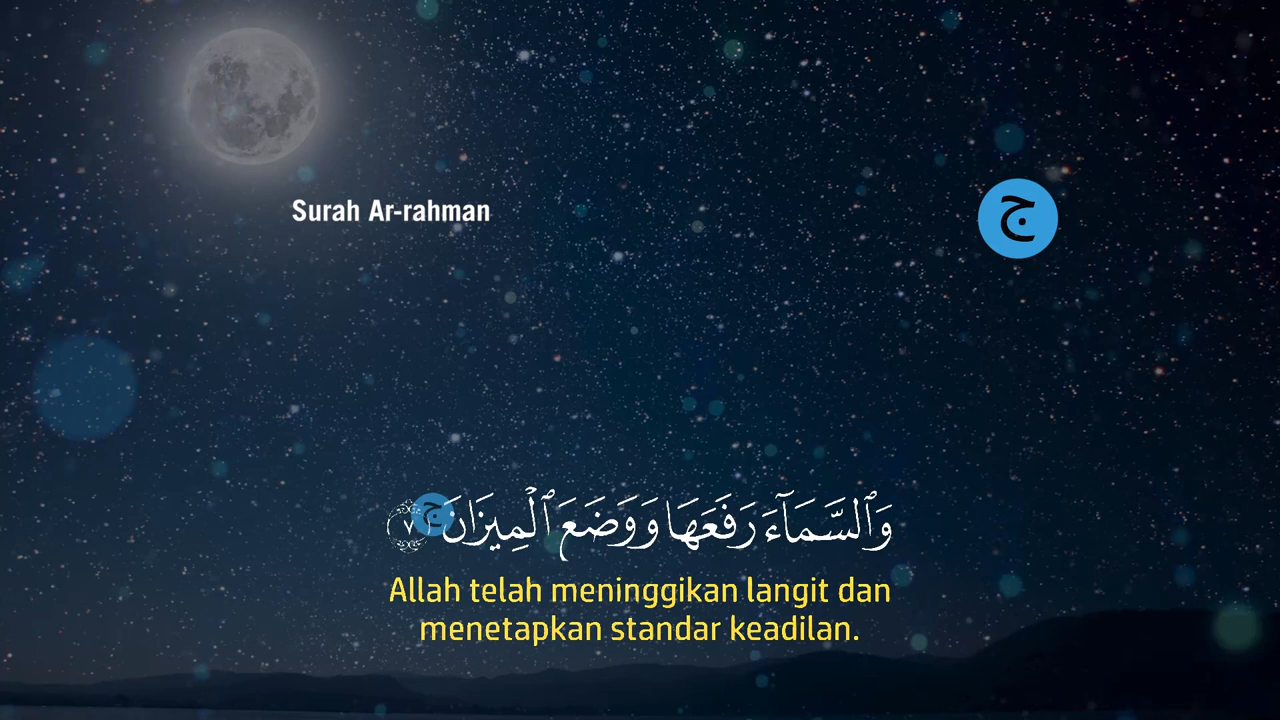 Surah Ar-rahman
ج
وَٱلسَّمَآءَ رَفَعَهَا وَوَضَعَ ٱلْمِيزَانَ ج ٧
Allah telah meninggikan langit dan
menetapkan standar keadilan.